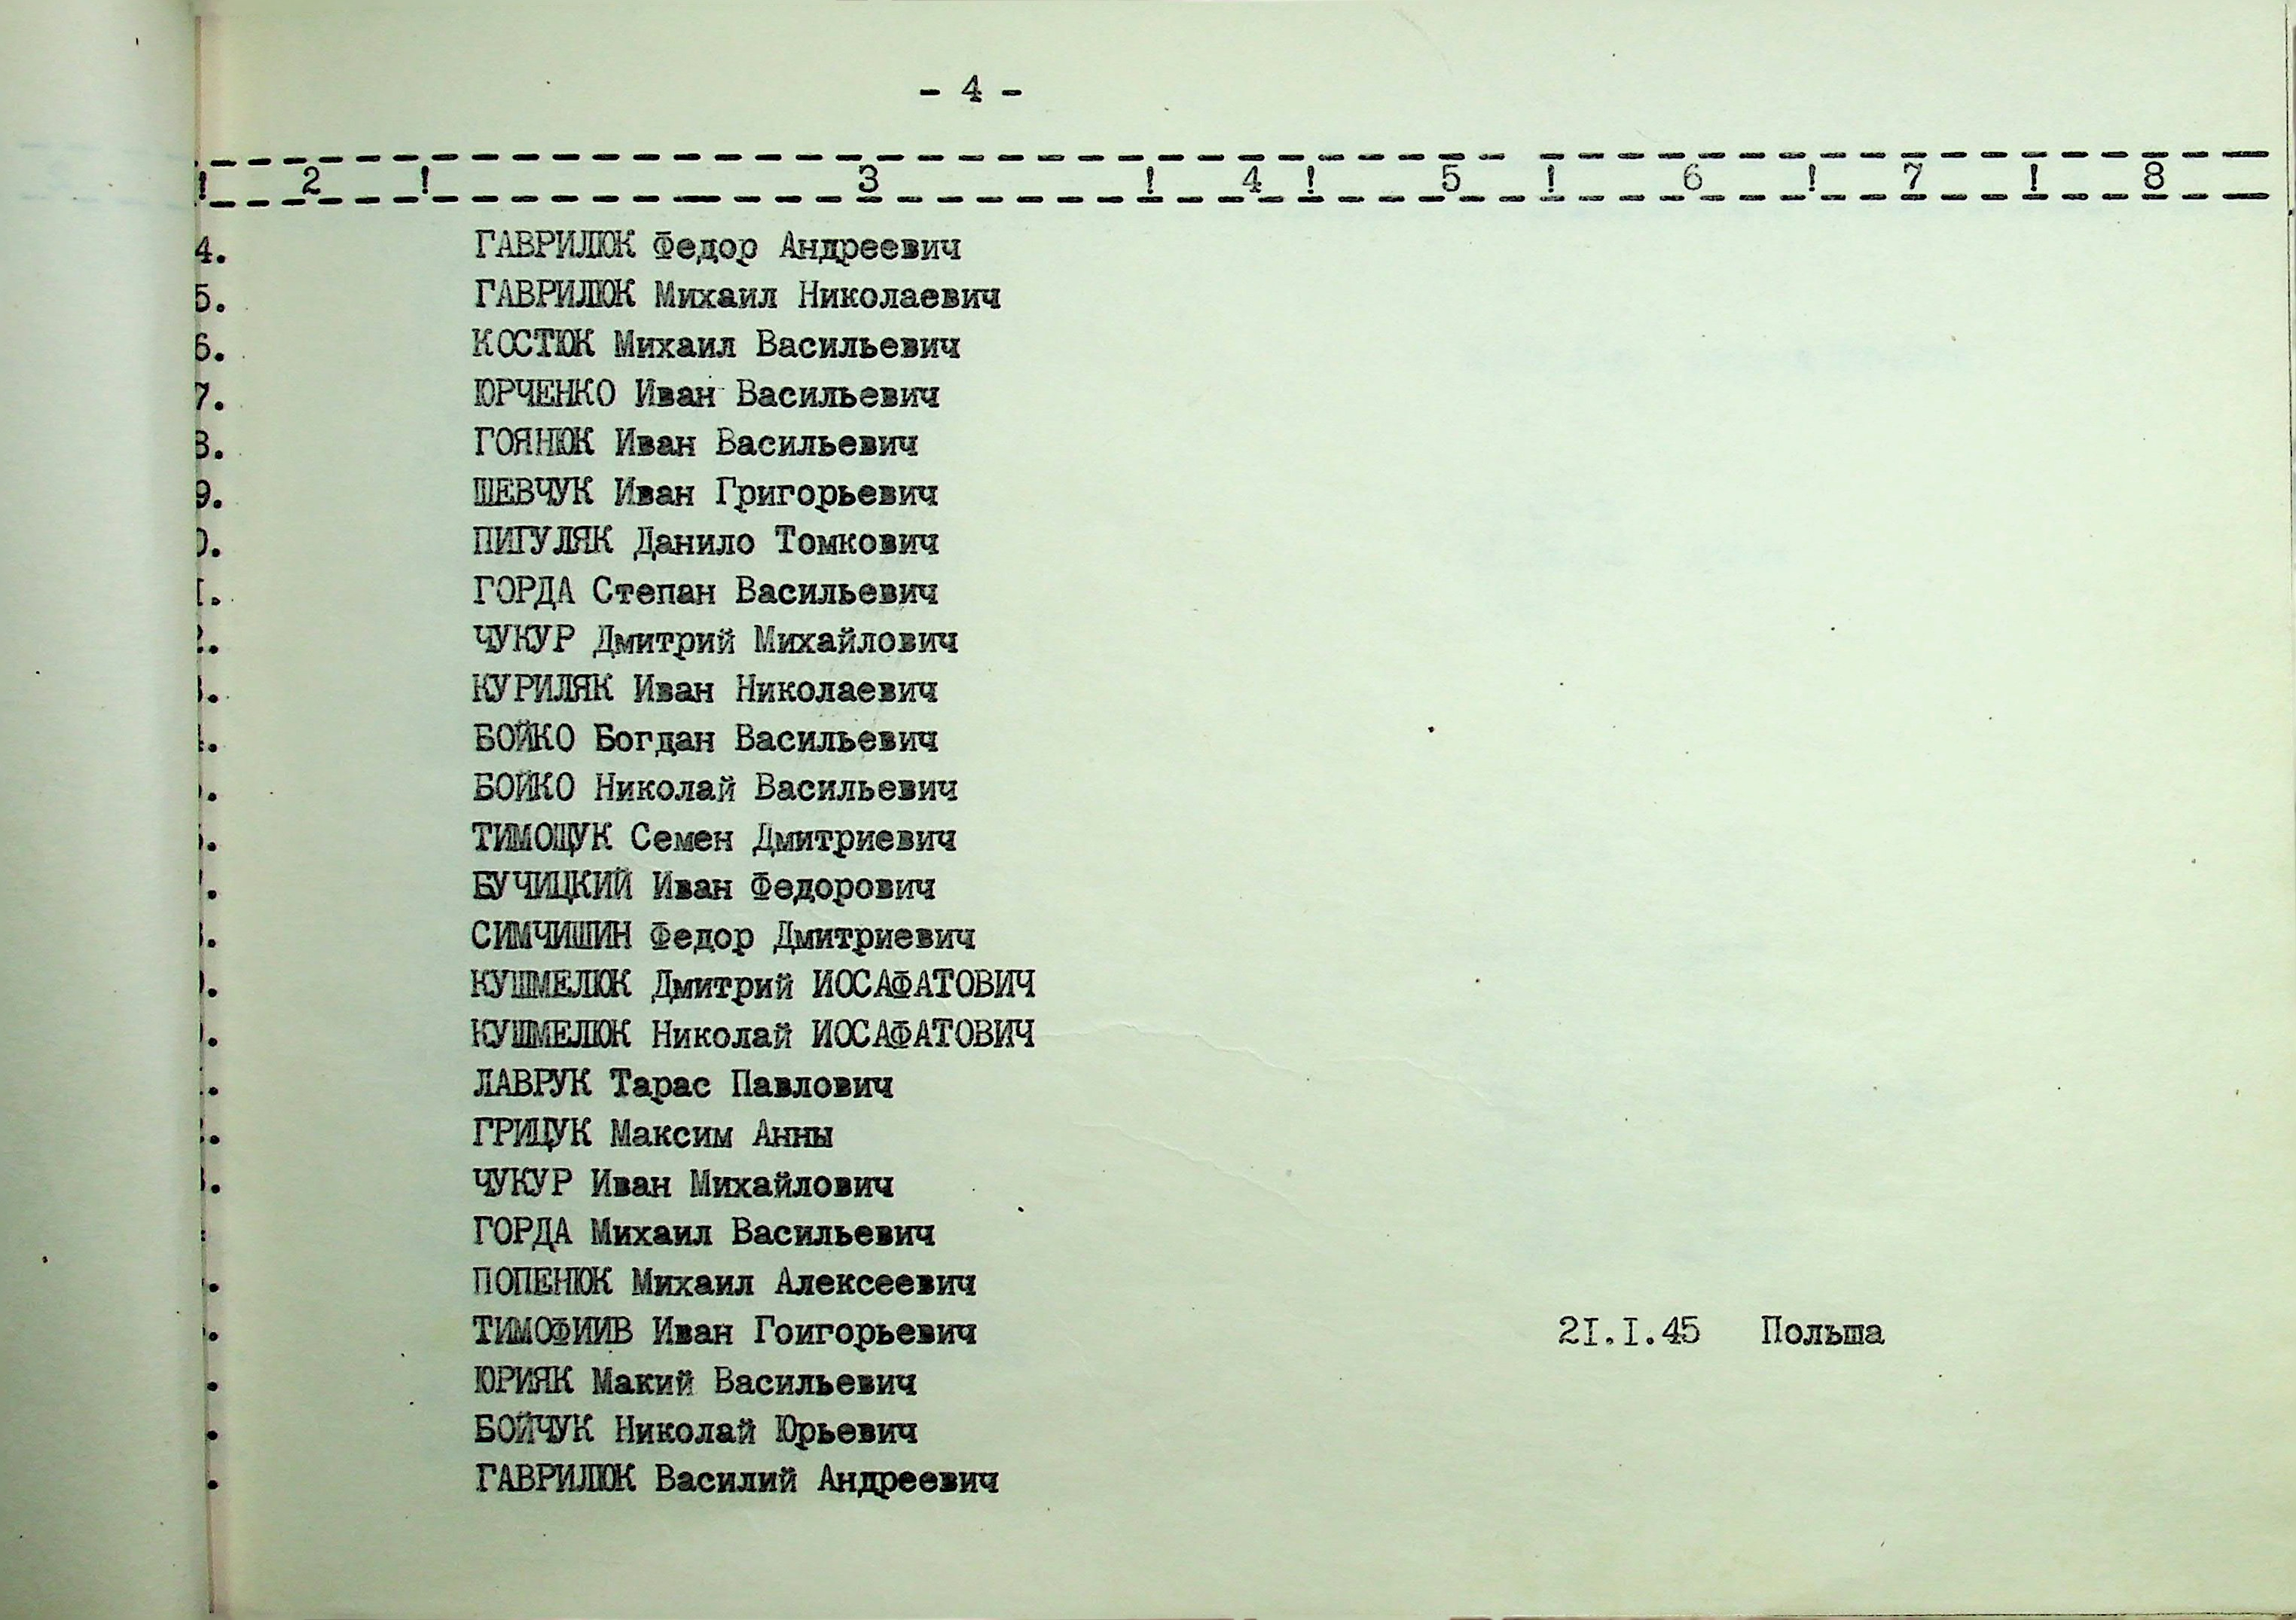 - 4 -
! 2 ! 3 ! 4 ! 5 ! 6 ! 7 ! 8
4. ГАВРИЛЮК Федор Андреевич
5. ГАВРИЛЮК Михаил Николаевич
6. КОСТЮК Михаил Васильевич
7. ЮРЧЕНКО Иван Васильевич
8. ГОЯНЮК Иван Васильевич
9. ШЕВЧУК Иван Григорьевич
0. ПИГУЛЯК Данило Томкович
I. ГОРДА Степан Васильевич
2. ЧУКУР Дмитрий Михайлович
. КУРИЛЯК Иван Николаевич
. БОЙКО Богдан Васильевич
. БОЙКО Николай Васильевич
. ТИМОЩУК Семен Дмитриевич
. БУЧИЦКИЙ Иван Федорович
. СИМЧИШИН Федор Дмитриевич
. КУШМЕЛЮК Дмитрий ИОСАФАТОВИЧ
. КУШМЕЛЮК Николай ИОСАФАТОВИЧ
. ЛАВРУК Тарас Павлович
. ГРИЦУК Максим Анны
. ЧУКУР Иван Михайлович
ГОРДА Михаил Васильевич
. ПОПЕНЮК Михаил Алексеевич
. ТИМОФИИВ Иван Гоигорьевич 2I.I.45 Польша
. ЮРИЯК Макий Васильевич
. БОЙЧУК Николай Юрьевич
. ГАВРИЛЮК Василий Андреевич